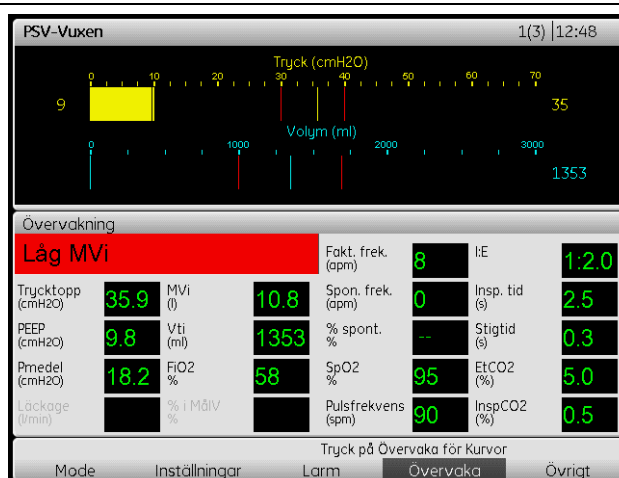 PSV-Vuxen 1(3) 12:48
Tryck (cmH2O)
0 10 20 30 40 50 60 70
9 35
Volym (ml)
0 1000 2000 3000
1353
Övervakning
Låg MVi
Fakt. frek. (apm) 8 I:E 1:2.0
Trycktopp (cmH2O) 35.9 MVi (l) 10.8 Spon. frek. (apm) 0 Insp. tid (s) 2.5
PEEP (cmH2O) 9.8 Vti (ml) 1353 % spont. % -- Stigtid (s) 0.3
Pmedel (cmH2O) 18.2 FiO2 % 58 SpO2 % 95 EtCO2 (%) 5.0
Läckage (l/min) % i MålV % Pulsfrekvens (spm) 90 InspCO2 (%) 0.5
Tryck på Övervaka för Kurvor
Mode Inställningar Larm Övervaka Övrigt